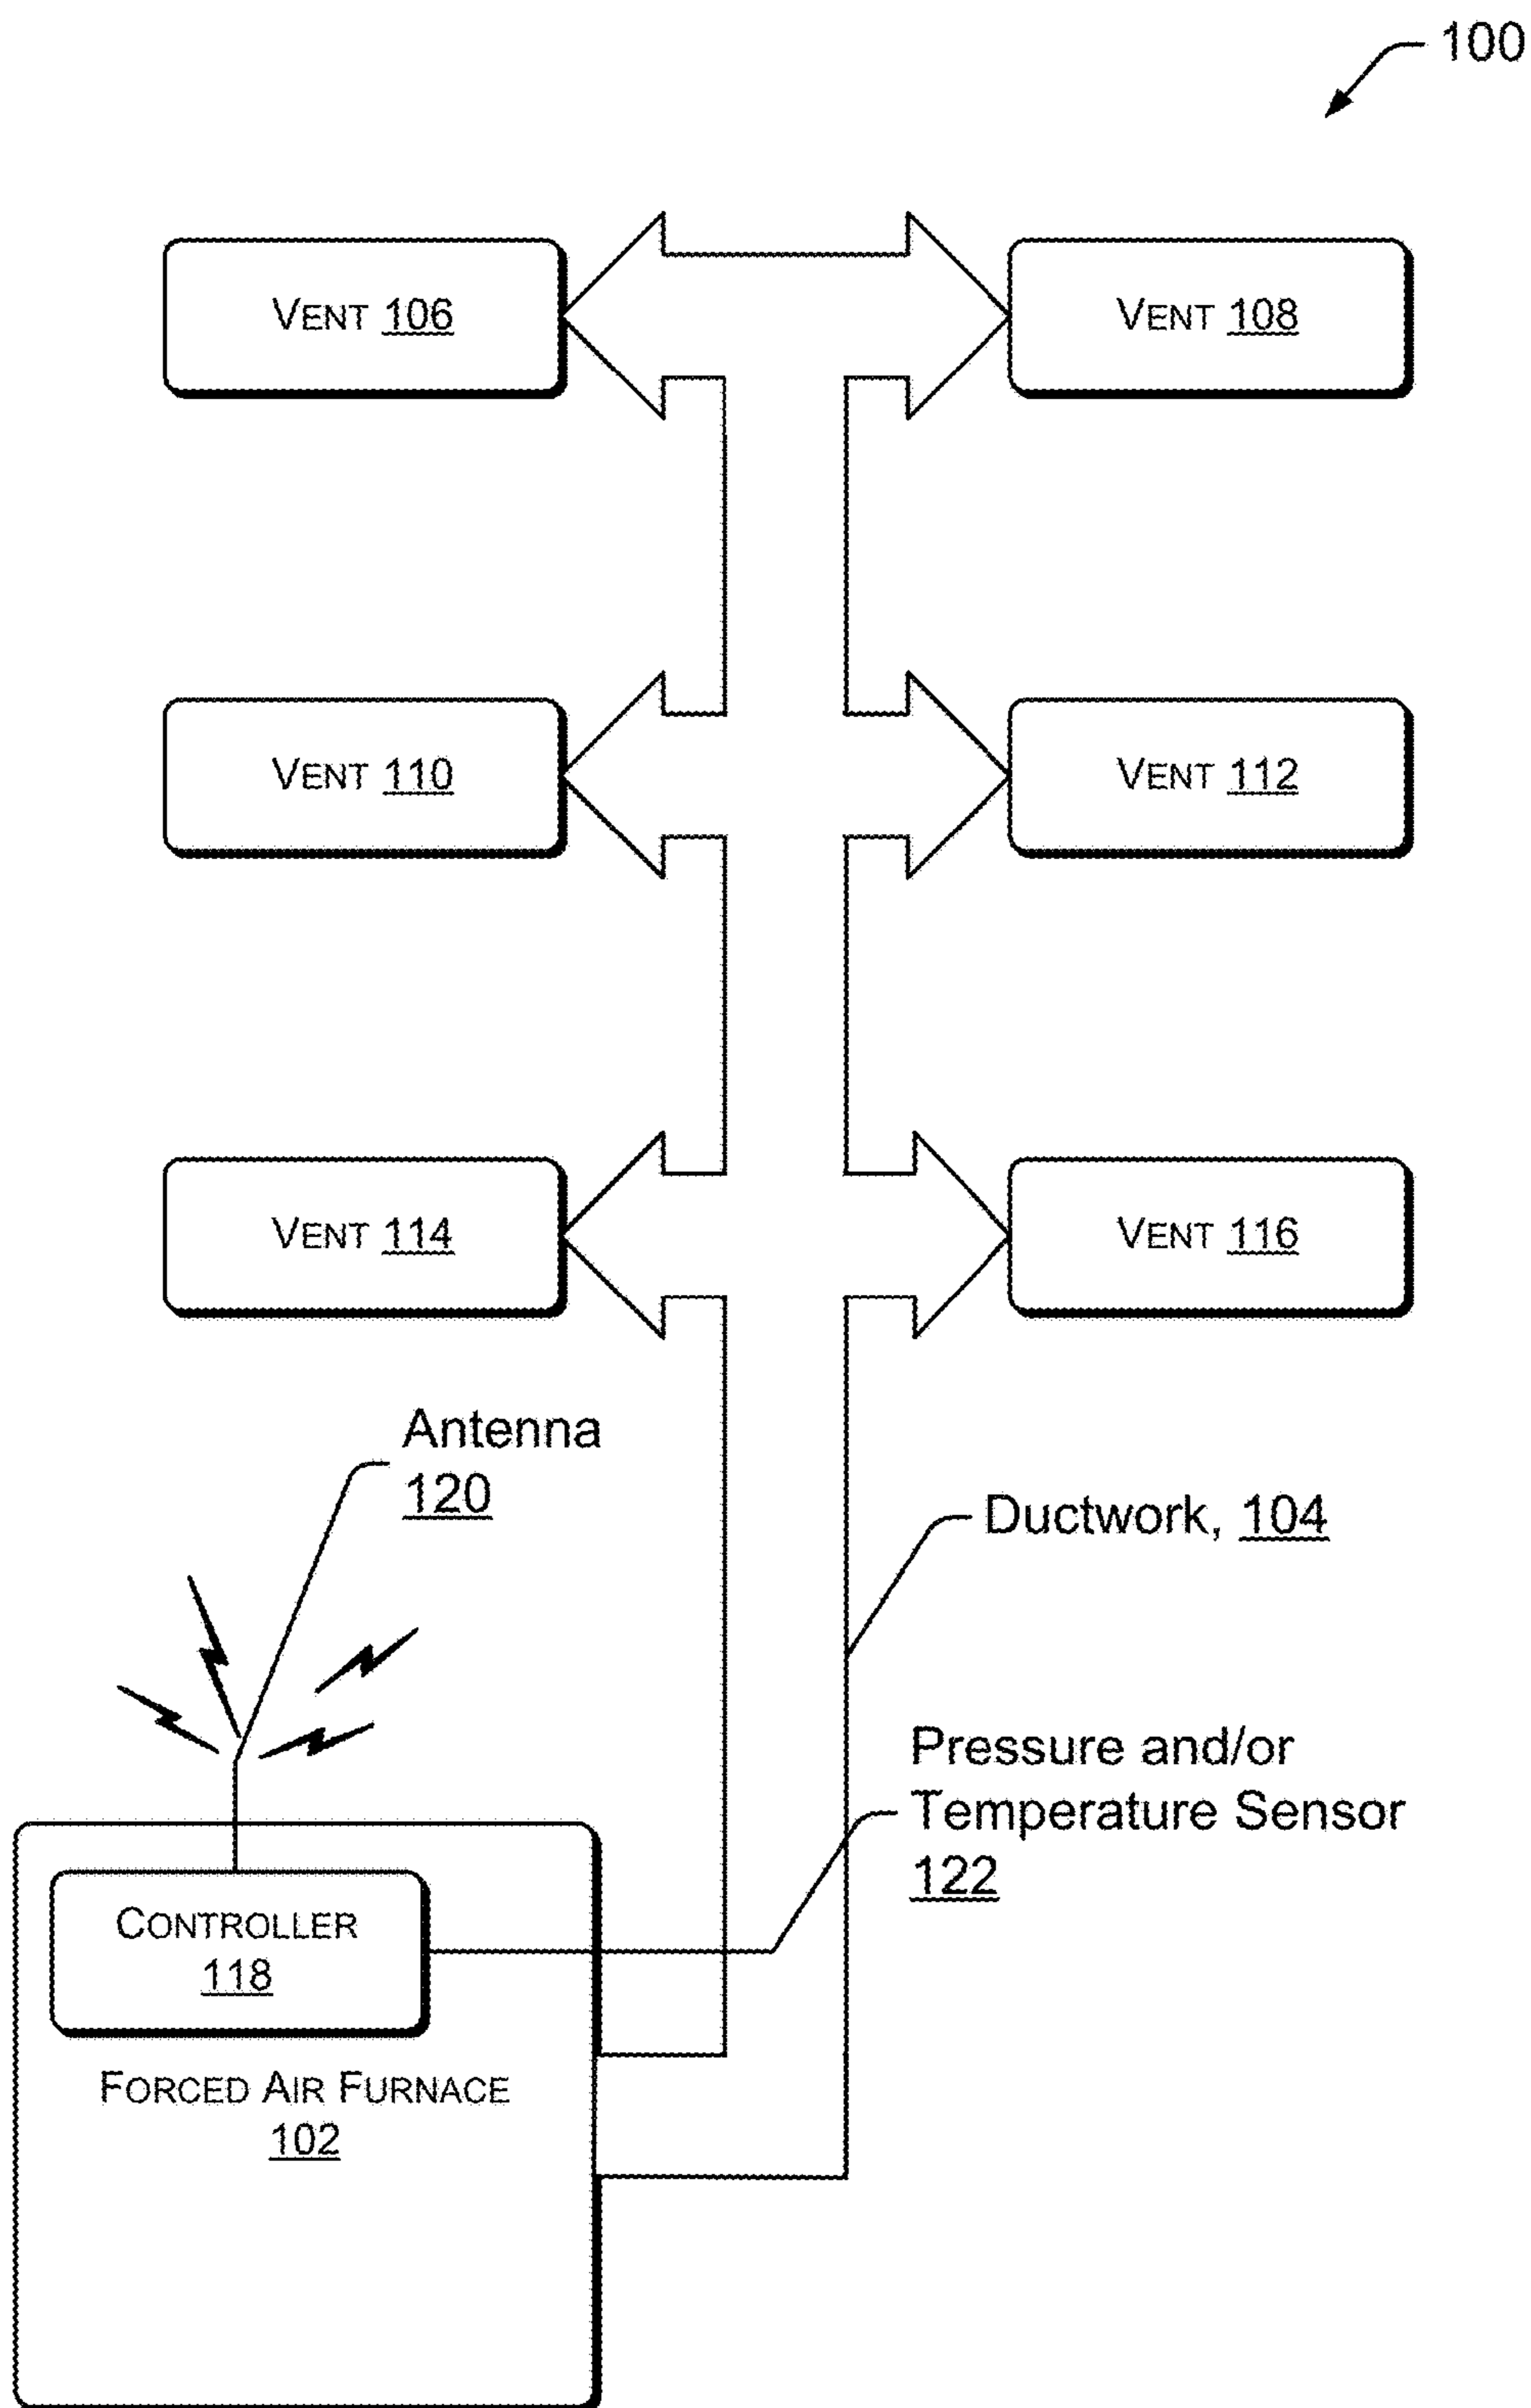 100
VENT 106
VENT 108
VENT 110
VENT 112
VENT 114
VENT 116
Antenna
120
Ductwork, 104
Pressure and/or
Temperature Sensor
122
CONTROLLER
118
FORCED AIR FURNACE
102